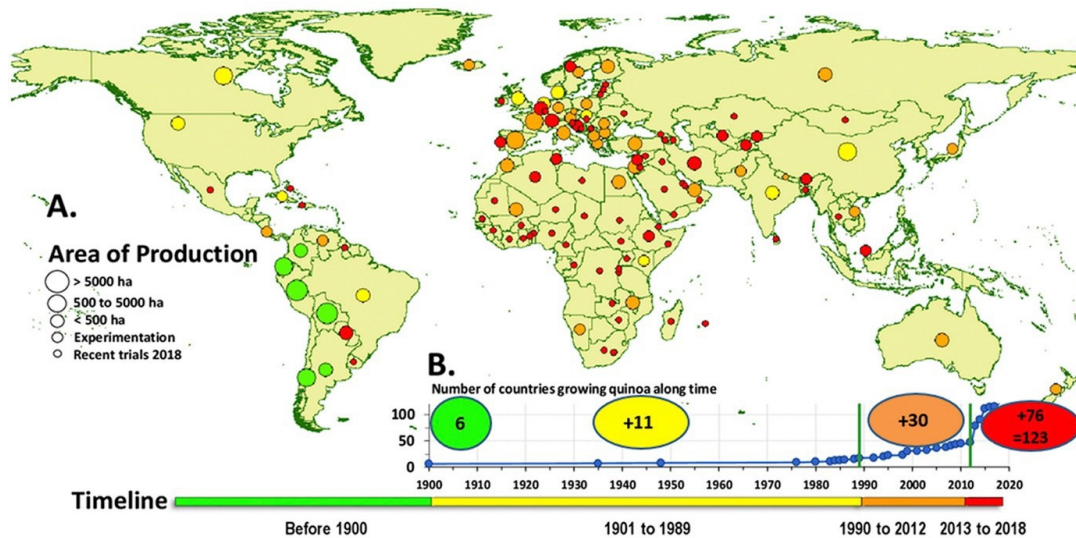 A.
Area of Production
> 5000 ha
500 to 5000 ha
< 500 ha
Experimentation
Recent trials 2018
B.
Number of countries growing quinoa along time
100
50
0
6
+11
+30
+76
=123
1900 1910 1920 1930 1940 1950 1960 1970 1980 1990 2000 2010 2020
Timeline
Before 1900 1901 to 1989 1990 to 2012 2013 to 2018